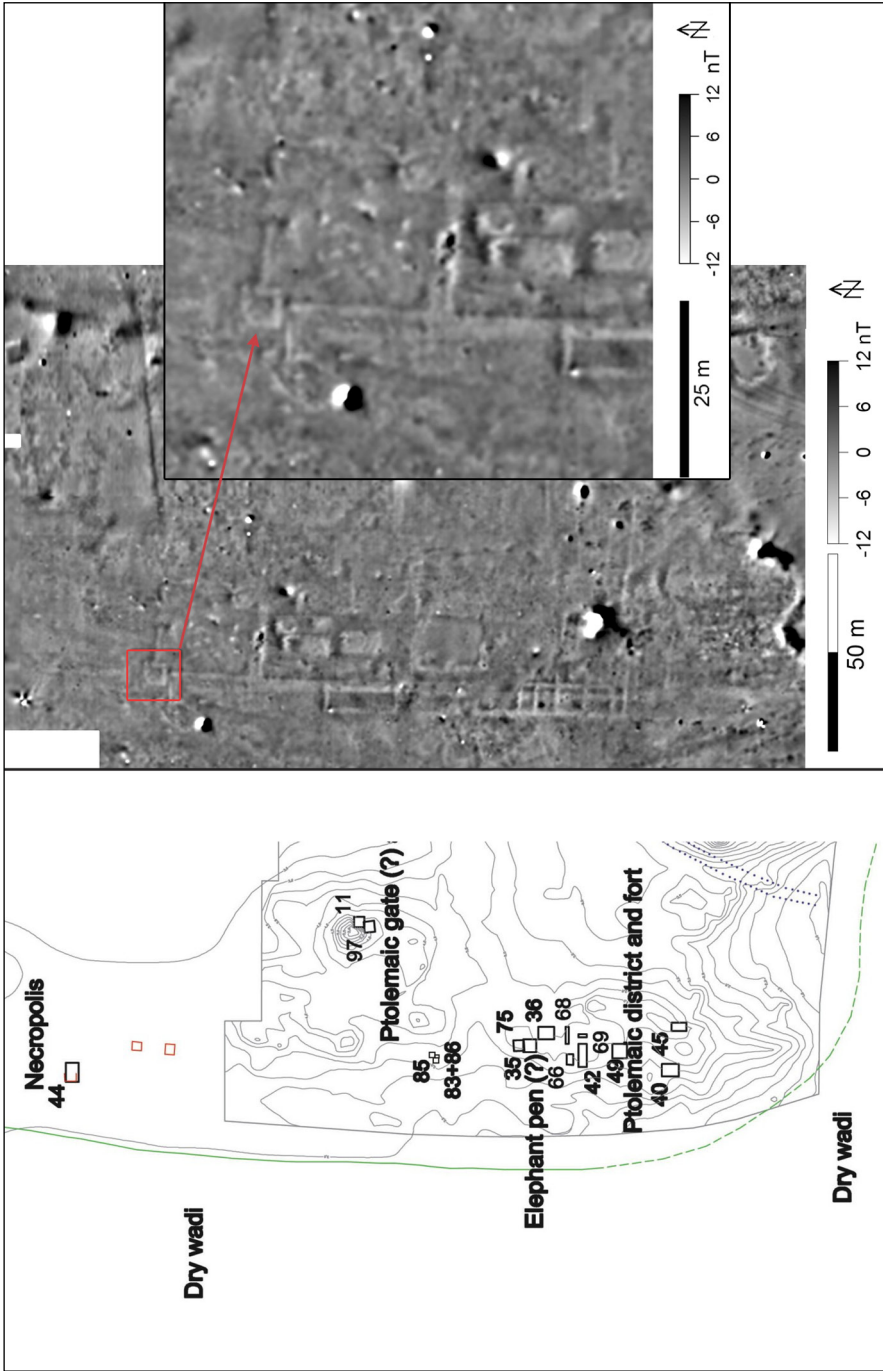 Necropolis
44
Dry wadi
11
97
Ptolemaic gate (?)
85
83+86
75
35
Elephant pen (?)
36
68
66
42
69
49
Ptolemaic district and fort
45
40
Dry wadi
25 m
-12 -6 0 6 12 nT
N
50 m
-12 -6 0 6 12 nT
N